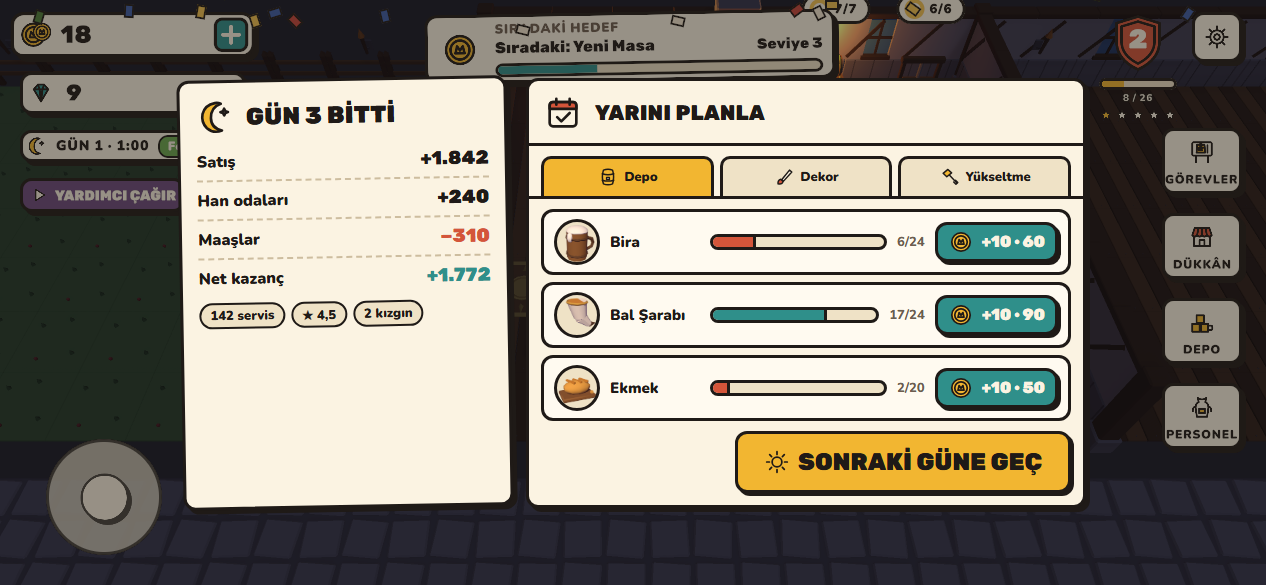 18
9
GÜN 1 · 1:00
YARDIMCI ÇAĞIR
SIRADAKİ HEDEF
Sıradaki: Yeni Masa
Seviye 3
7/7
6/6
2
8 / 26
GÖREVLER
DÜKKÂN
DEPO
PERSONEL
GÜN 3 BİTTİ
Satış +1.842
Han odaları +240
Maaşlar −310
Net kazanç +1.772
142 servis ★ 4,5 2 kızgın
YARINI PLANLA
Depo Dekor Yükseltme
Bira 6/24 +10 • 60
Bal Şarabı 17/24 +10 • 90
Ekmek 2/20 +10 • 50
SONRAKİ GÜNE GEÇ